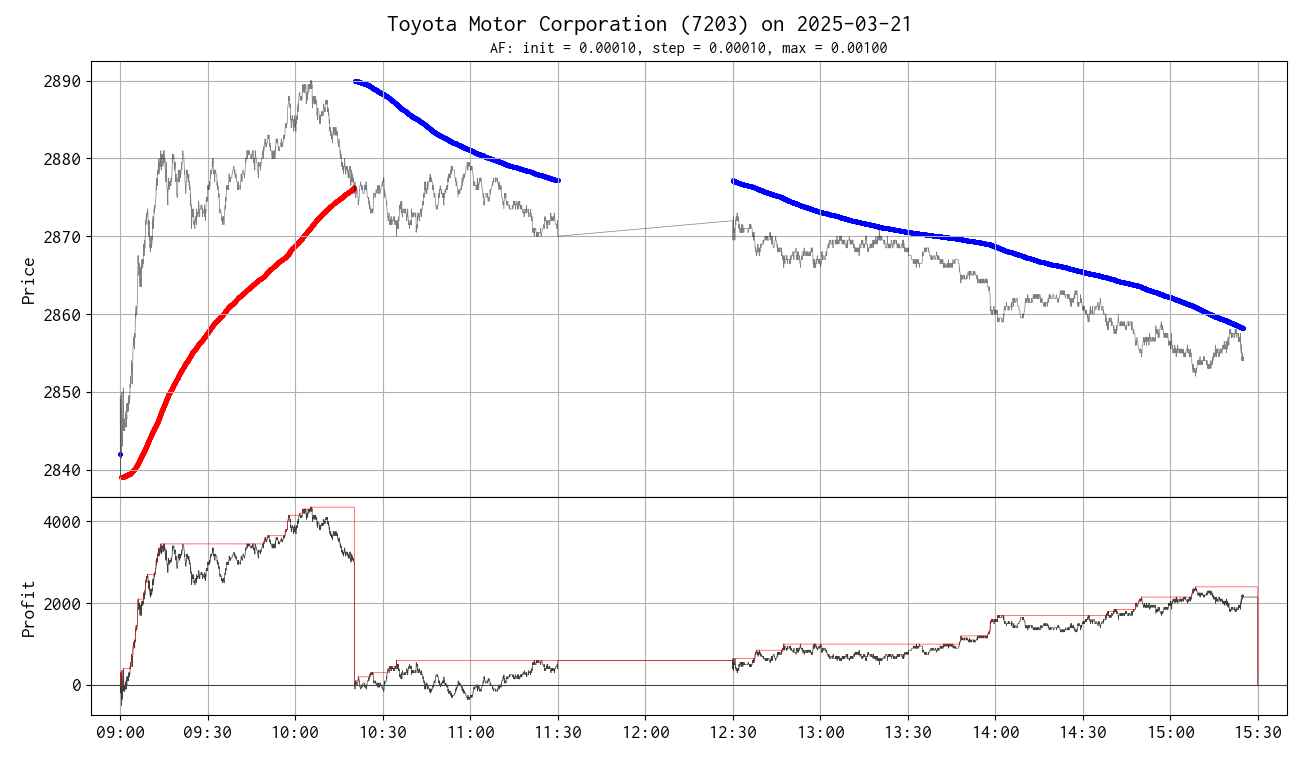 Toyota Motor Corporation (7203) on 2025-03-21
AF: init = 0.00010, step = 0.00010, max = 0.00100
Price
2890
2880
2870
2860
2850
2840
Profit
4000
2000
0
09:00 09:30 10:00 10:30 11:00 11:30 12:00 12:30 13:00 13:30 14:00 14:30 15:00 15:30